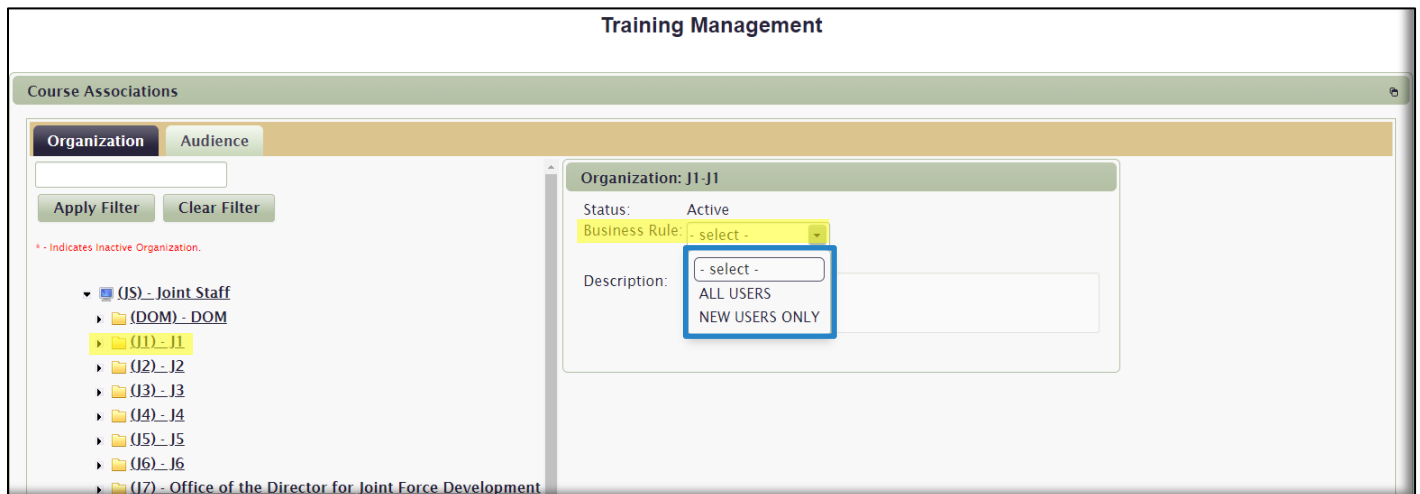 Training Management
Course Associations
Organization Audience
Apply Filter Clear Filter
* - Indicates Inactive Organization.
(JS) - Joint Staff
(DOM) - DOM
(J1) - J1
(J2) - J2
(J3) - J3
(J4) - J4
(J5) - J5
(J6) - J6
(J7) - Office of the Director for Joint Force Development
Organization: J1-J1
Status: Active
Business Rule: - select -
- select -
ALL USERS
NEW USERS ONLY
Description: